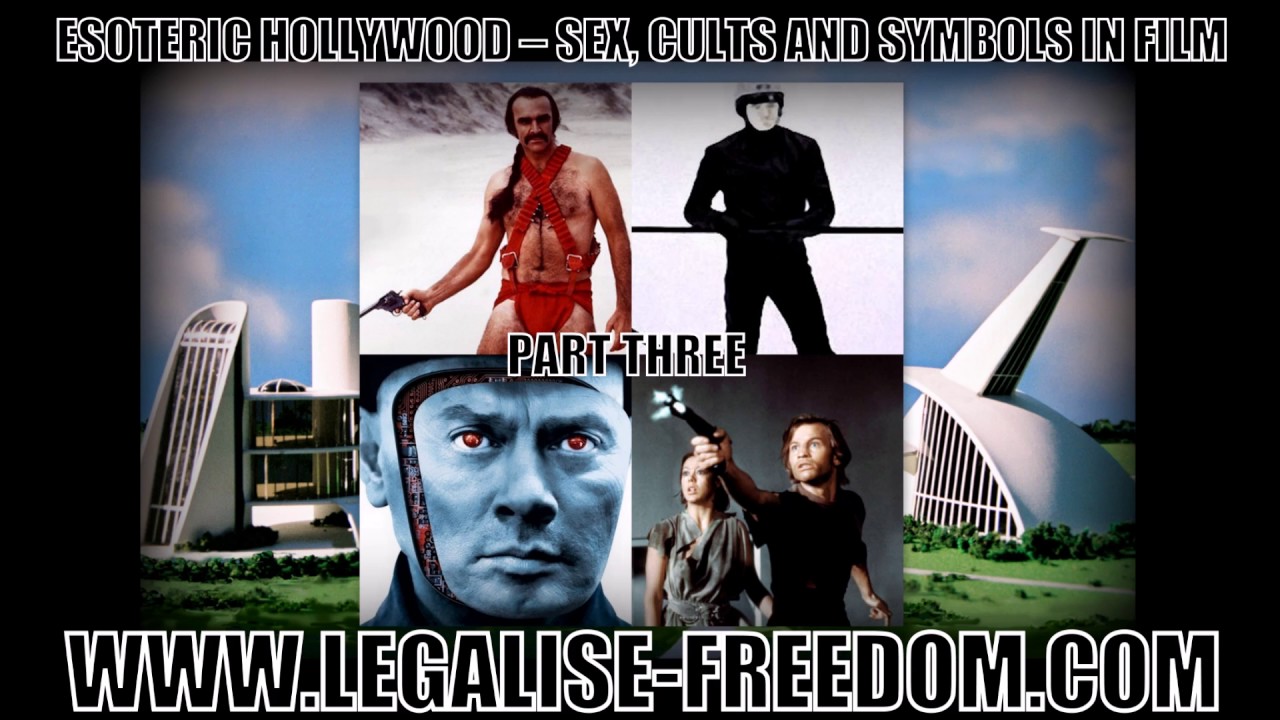 ESOTERIC HOLLYWOOD – SEX, CULTS AND SYMBOLS IN FILM
PART THREE
WWW.LEGALISE-FREEDOM.COM